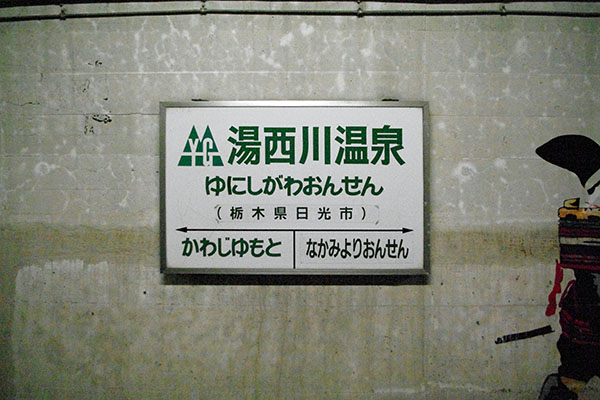 YG 湯西川温泉
ゆにしがわおんせん
(栃木県日光市)
かわじゆもと なかみよりおんせん